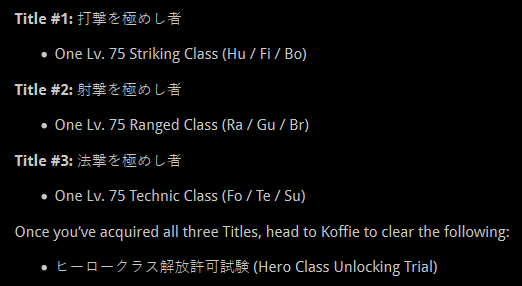 Title #1: 打撃を極めし者
• One Lv. 75 Striking Class (Hu / Fi / Bo)
Title #2: 射撃を極めし者
• One Lv. 75 Ranged Class (Ra / Gu / Br)
Title #3: 法撃を極めし者
• One Lv. 75 Technic Class (Fo / Te / Su)
Once you’ve acquired all three Titles, head to Koffie to clear the following:
• ヒーロークラス解放許可試験 (Hero Class Unlocking Trial)